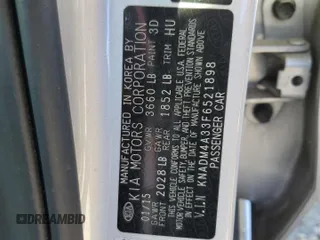 MANUFACTURED IN KOREA BY
KIA MOTORS CORPORATION
01/15 GVWR 3660 LB PAINT 3D
GAWR FRONT 2028 LB GAWR REAR 1852 LB TRIM HU
THIS VEHICLE CONFORMS TO ALL APPLICABLE U.S. FEDERAL
MOTOR VEHICLE SAFETY, BUMPER, AND THEFT PREVENTION
STANDARDS IN EFFECT ON THE DATE OF MANUFACTURE SHOWN ABOVE.
V.I.N KNADM4A33F6521898
PASSENGER CAR
KIA